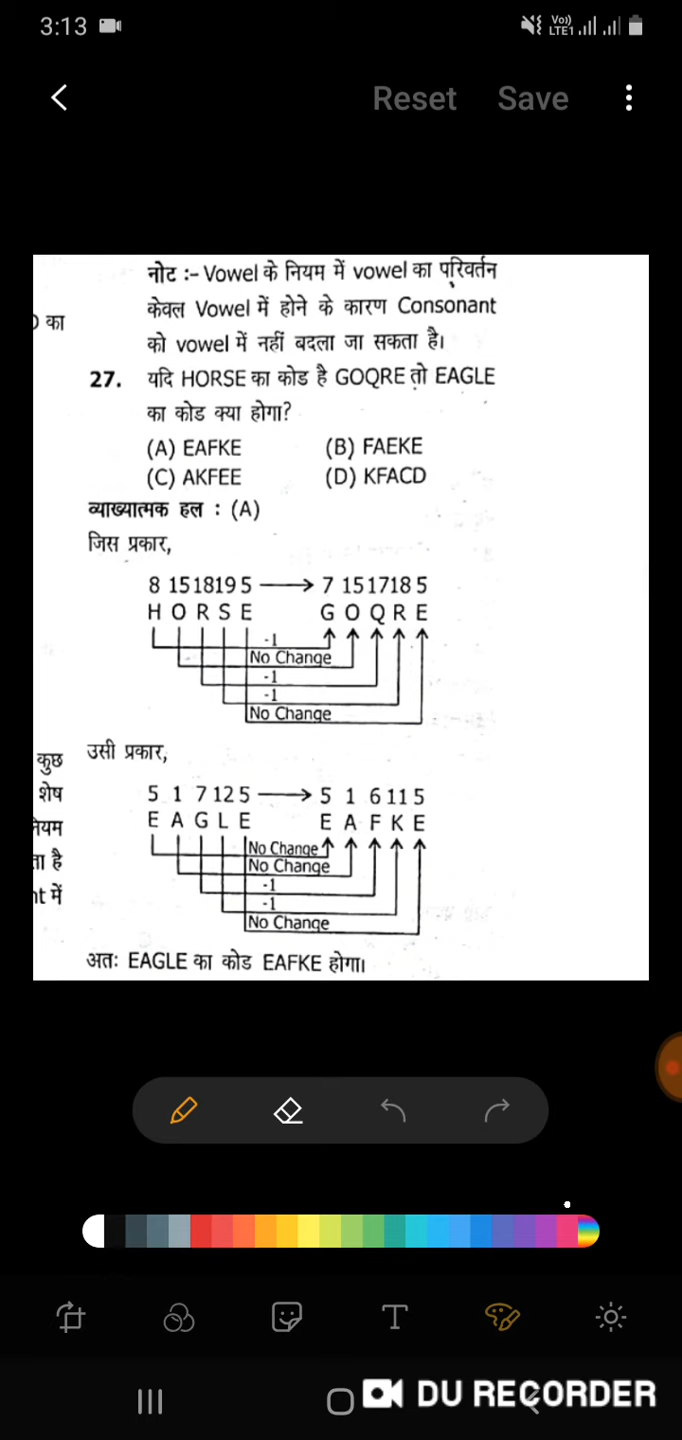 3:13
Vo)) LTE1
Reset Save
नोट :- Vowel के नियम में vowel का परिवर्तन
केवल Vowel में होने के कारण Consonant
का
को vowel में नहीं बदला जा सकता है।
27. यदि HORSE का कोड है GOQRE तो EAGLE
का कोड क्या होगा?
(A) EAFKE (B) FAEKE
(C) AKFEE (D) KFACD
व्याख्यात्मक हल : (A)
जिस प्रकार,
8 15 18 19 5 → 7 15 17 18 5
H O R S E G O Q R E
-1
No Change
-1
-1
No Change
कुछ
उसी प्रकार,
शेष
5 1 7 12 5 → 5 1 6 11 5
E A G L E E A F K E
No Change
No Change
ता है
-1
-1
में
No Change
अतः EAGLE का कोड EAFKE होगा।
T
DU RECORDER